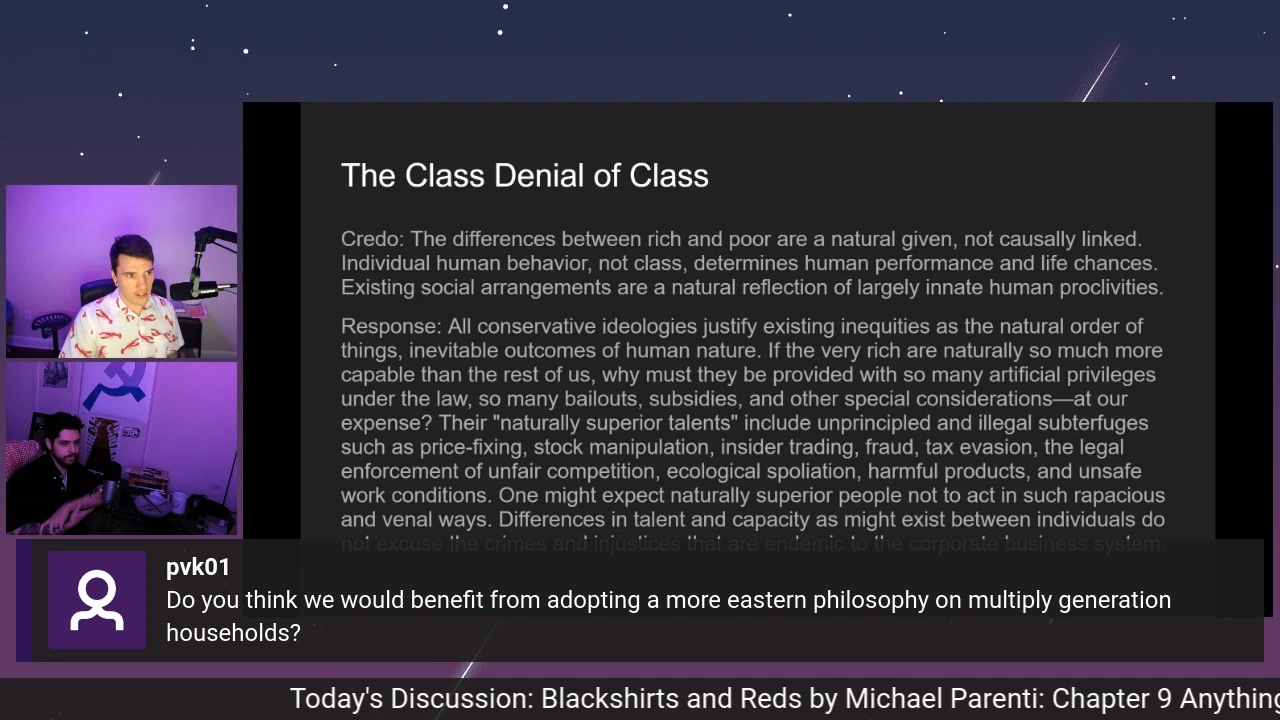 The Class Denial of Class
Credo: The differences between rich and poor are a natural given, not causally linked.
Individual human behavior, not class, determines human performance and life chances.
Existing social arrangements are a natural reflection of largely innate human proclivities.
Response: All conservative ideologies justify existing inequities as the natural order of
things, inevitable outcomes of human nature. If the very rich are naturally so much more
capable than the rest of us, why must they be provided with so many artificial privileges
under the law, so many bailouts, subsidies, and other special considerations—at our
expense? Their "naturally superior talents" include unprincipled and illegal subterfuges
such as price-fixing, stock manipulation, insider trading, fraud, tax evasion, the legal
enforcement of unfair competition, ecological spoliation, harmful products, and unsafe
work conditions. One might expect naturally superior people not to act in such rapacious
and venal ways. Differences in talent and capacity as might exist between individuals do
not excuse the crimes and injustices that are endemic to the corporate business system.
pvk01
Do you think we would benefit from adopting a more eastern philosophy on multiply generation
households?
Today's Discussion: Blackshirts and Reds by Michael Parenti: Chapter 9 Anything